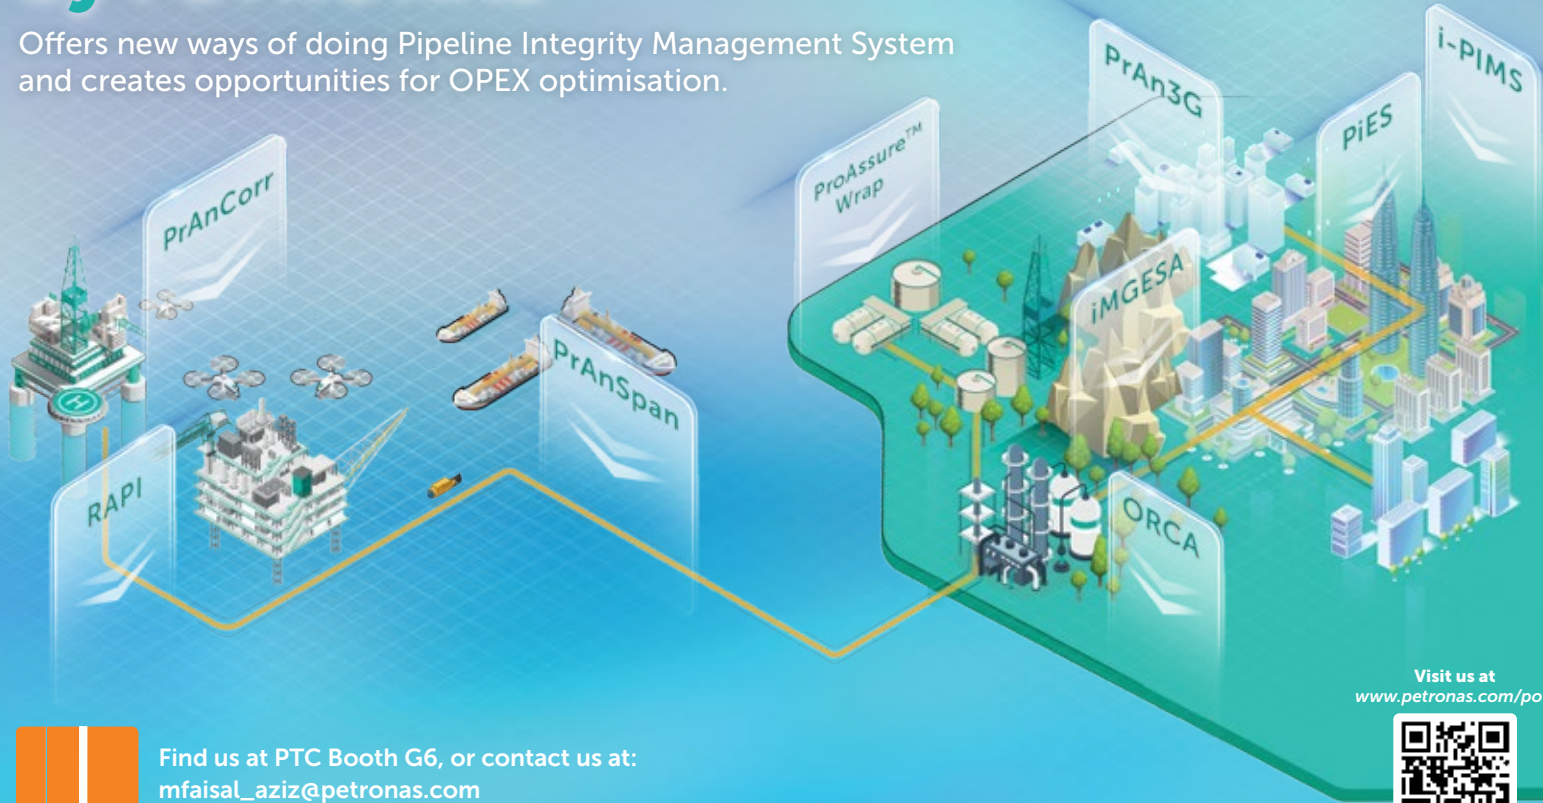 Offers new ways of doing Pipeline Integrity Management System
and creates opportunities for OPEX optimisation.
i-PIMS
PrAn3G
PiES
ProAssure™
Wrap
PrAnCorr
iMGESA
PrAnSpan
RAPI
ORCA
H
Visit us at
www.petronas.com/po
Find us at PTC Booth G6, or contact us at:
mfaisal_aziz@petronas.com